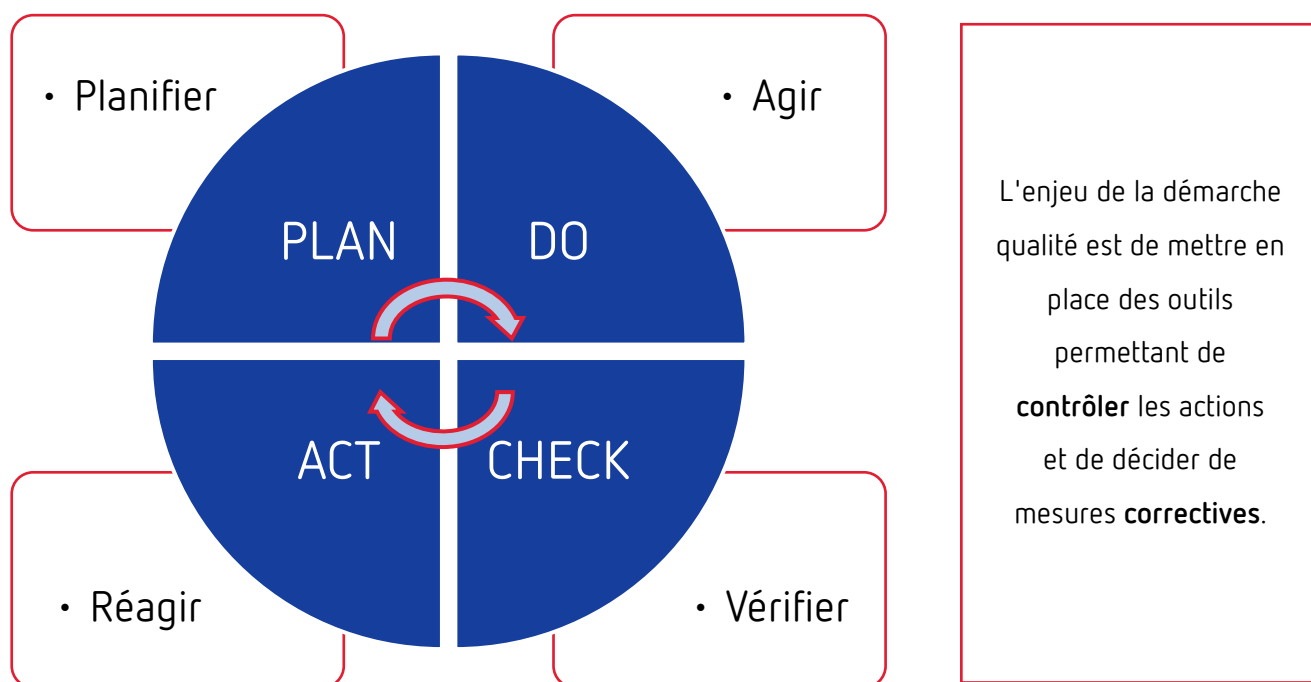 • Planifier
• Agir
PLAN
DO
ACT
CHECK
• Réagir
• Vérifier
L'enjeu de la démarche
qualité est de mettre en
place des outils
permettant de
contrôler les actions
et de décider de
mesures correctives.